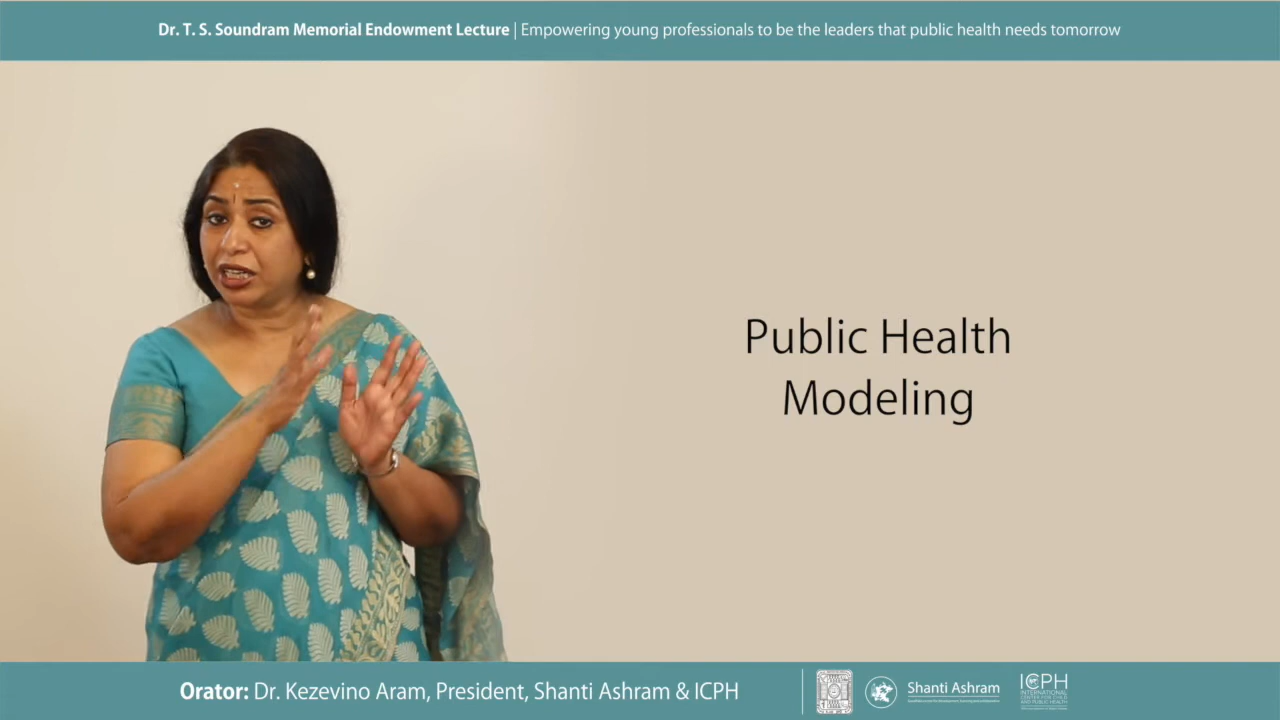 Dr. T. S. Soundram Memorial Endowment Lecture | Empowering young professionals to be the leaders that public health needs tomorrow
Public Health
Modeling
Orator: Dr. Kezevino Aram, President, Shanti Ashram & ICPH
Shanti Ashram
ICPH
INTERNATIONAL
CENTER FOR CHILD
AND PUBLIC HEALTH